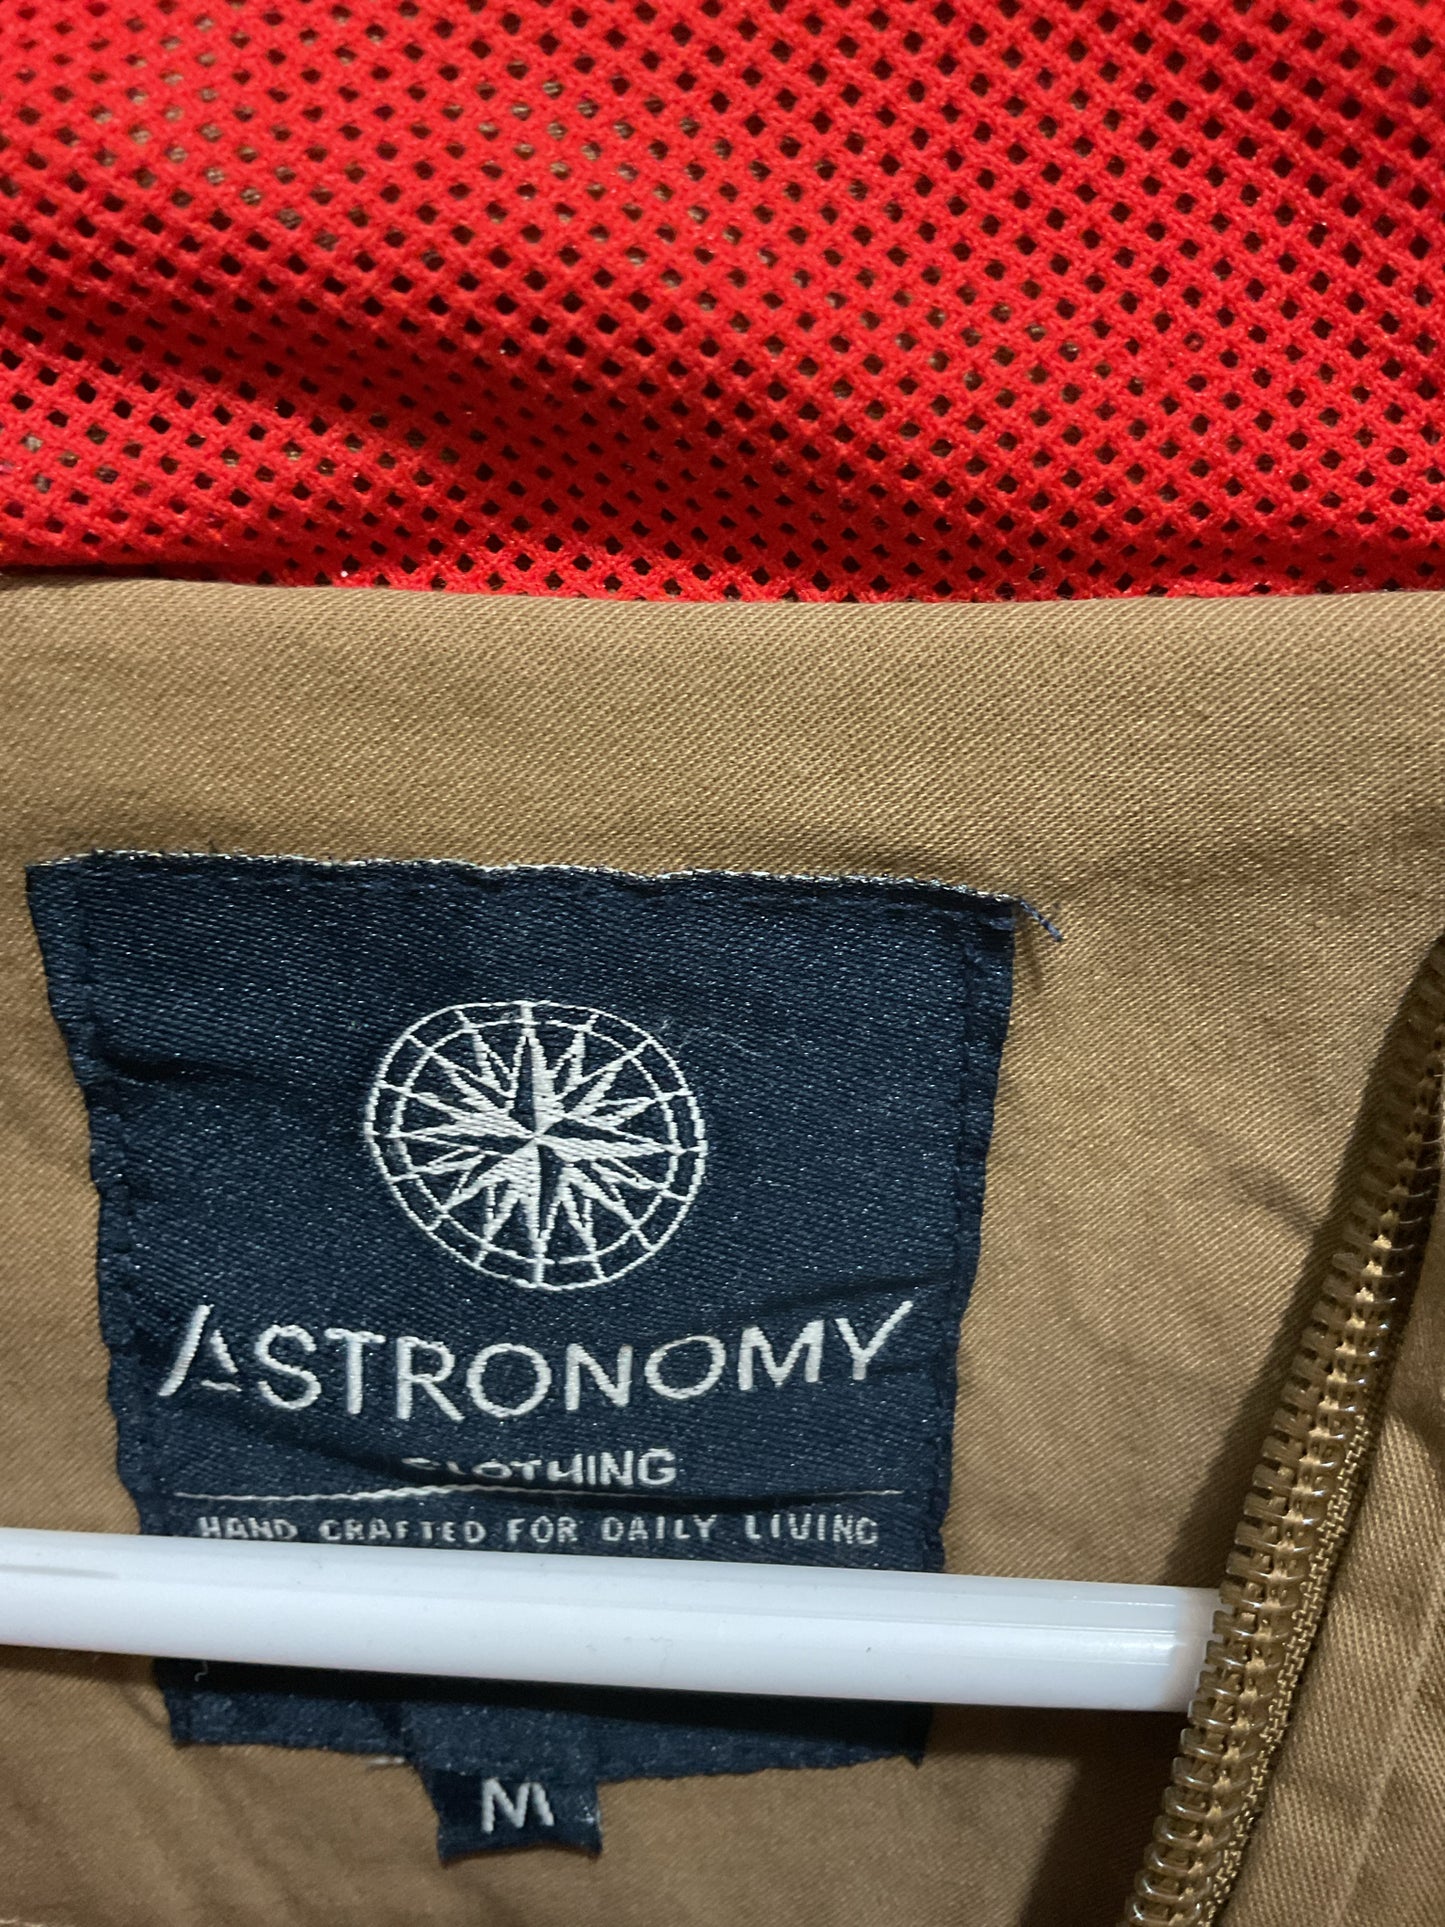 ASTRONOMY
CLOTHING
HAND CRAFTED FOR DAILY LIVING
M